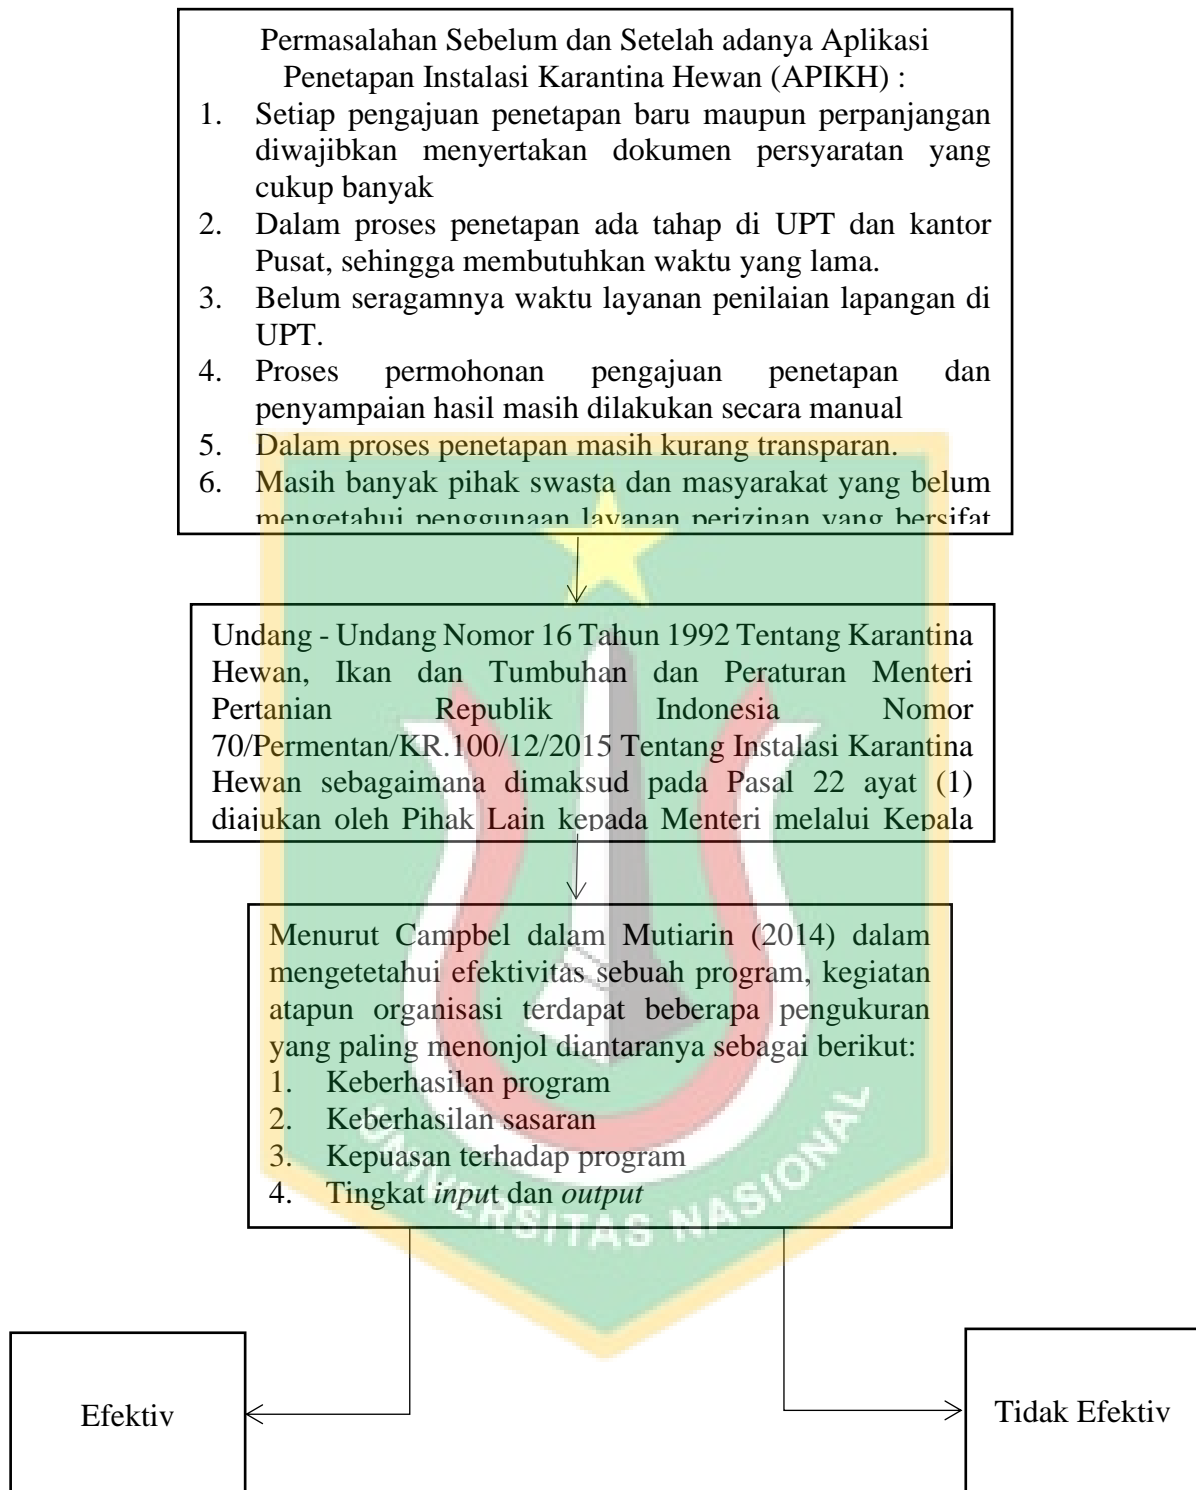 Permasalahan Sebelum dan Setelah adanya Aplikasi
Penetapan Instalasi Karantina Hewan (APIKH) :
1. Setiap pengajuan penetapan baru maupun perpanjangan
diwajibkan menyertakan dokumen persyaratan yang
cukup banyak
2. Dalam proses penetapan ada tahap di UPT dan kantor
Pusat, sehingga membutuhkan waktu yang lama.
3. Belum seragamnya waktu layanan penilaian lapangan di
UPT.
4. Proses permohonan pengajuan penetapan dan
penyampaian hasil masih dilakukan secara manual
5. Dalam proses penetapan masih kurang transparan.
6. Masih banyak pihak swasta dan masyarakat yang belum
mengetahui penggunaan layanan perizinan yang bersifat
Undang - Undang Nomor 16 Tahun 1992 Tentang Karantina
Hewan, Ikan dan Tumbuhan dan Peraturan Menteri
Pertanian Republik Indonesia Nomor
70/Permentan/KR.100/12/2015 Tentang Instalasi Karantina
Hewan sebagaimana dimaksud pada Pasal 22 ayat (1)
diajukan oleh Pihak Lain kepada Menteri melalui Kepala
Menurut Campbel dalam Mutiarin (2014) dalam
mengetetahui efektivitas sebuah program, kegiatan
atapun organisasi terdapat beberapa pengukuran
yang paling menonjol diantaranya sebagai berikut:
1. Keberhasilan program
2. Keberhasilan sasaran
3. Kepuasan terhadap program
4. Tingkat input dan output
UNIVERSITAS NASIONAL
Efektiv
Tidak Efektiv